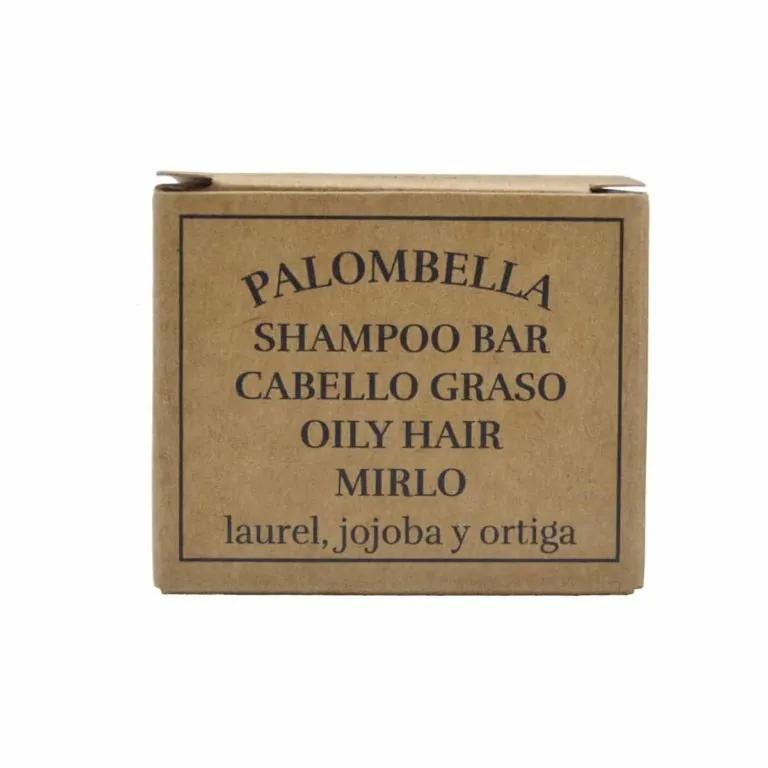 PALOMBELLA
SHAMPOO BAR
CABELLO GRASO
OILY HAIR
MIRLO
laurel, jojoba y ortiga